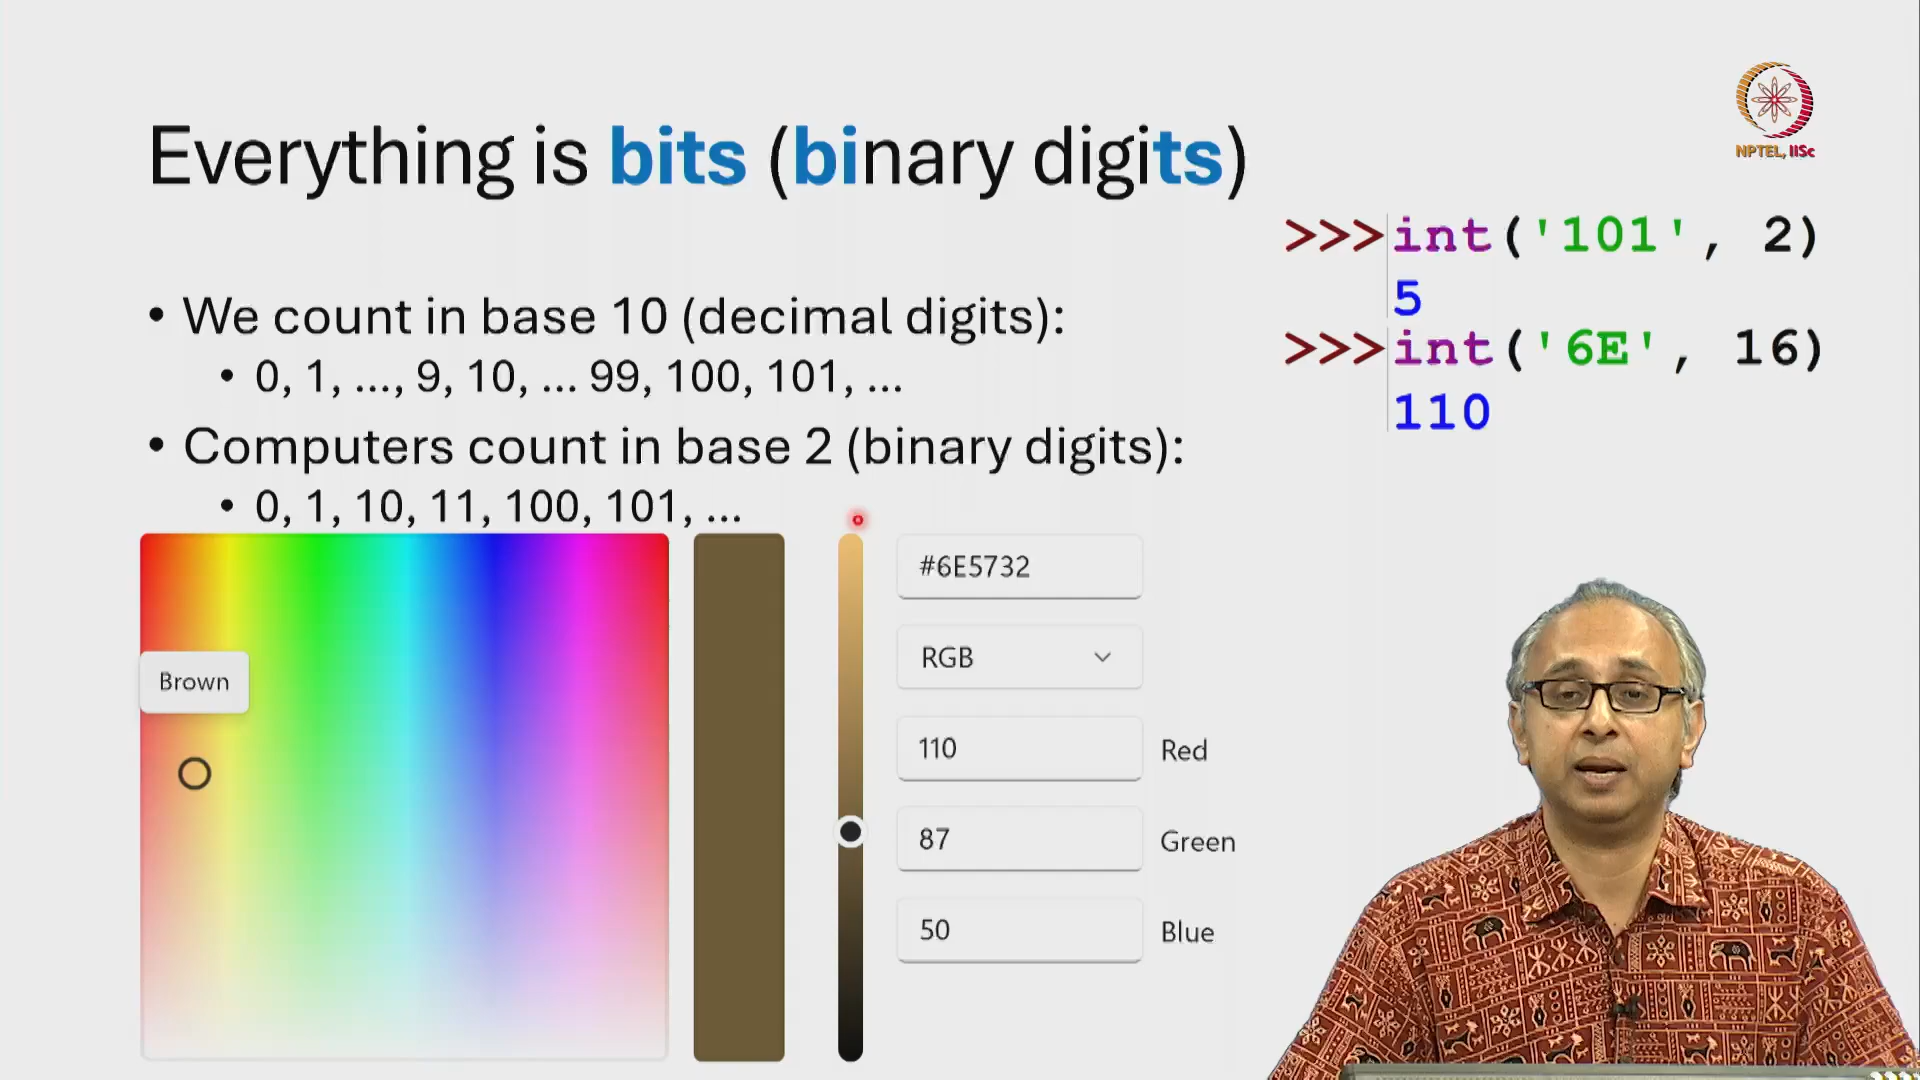 NPTEL, IISc
Everything is bits (binary digits)
>>> int('101', 2)
5
>>> int('6E', 16)
110
• We count in base 10 (decimal digits):
• 0, 1, ..., 9, 10, ... 99, 100, 101, ...
• Computers count in base 2 (binary digits):
• 0, 1, 10, 11, 100, 101, ...
Brown
#6E5732
RGB
110 Red
87 Green
50 Blue